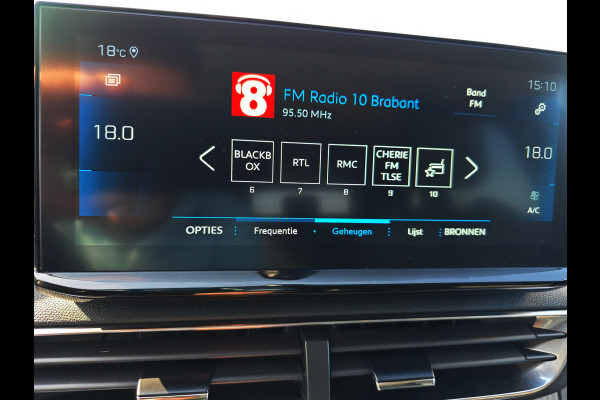 18°C
15:10
8
FM Radio 10 Brabant
95.50 MHz
Band
FM
18.0
18.0
BLACKB
OX
RTL
RMC
CHERIE
FM
TLSE
6
7
8
9
10
A/C
OPTIES
Frequentie
Geheugen
Lijst
BRONNEN